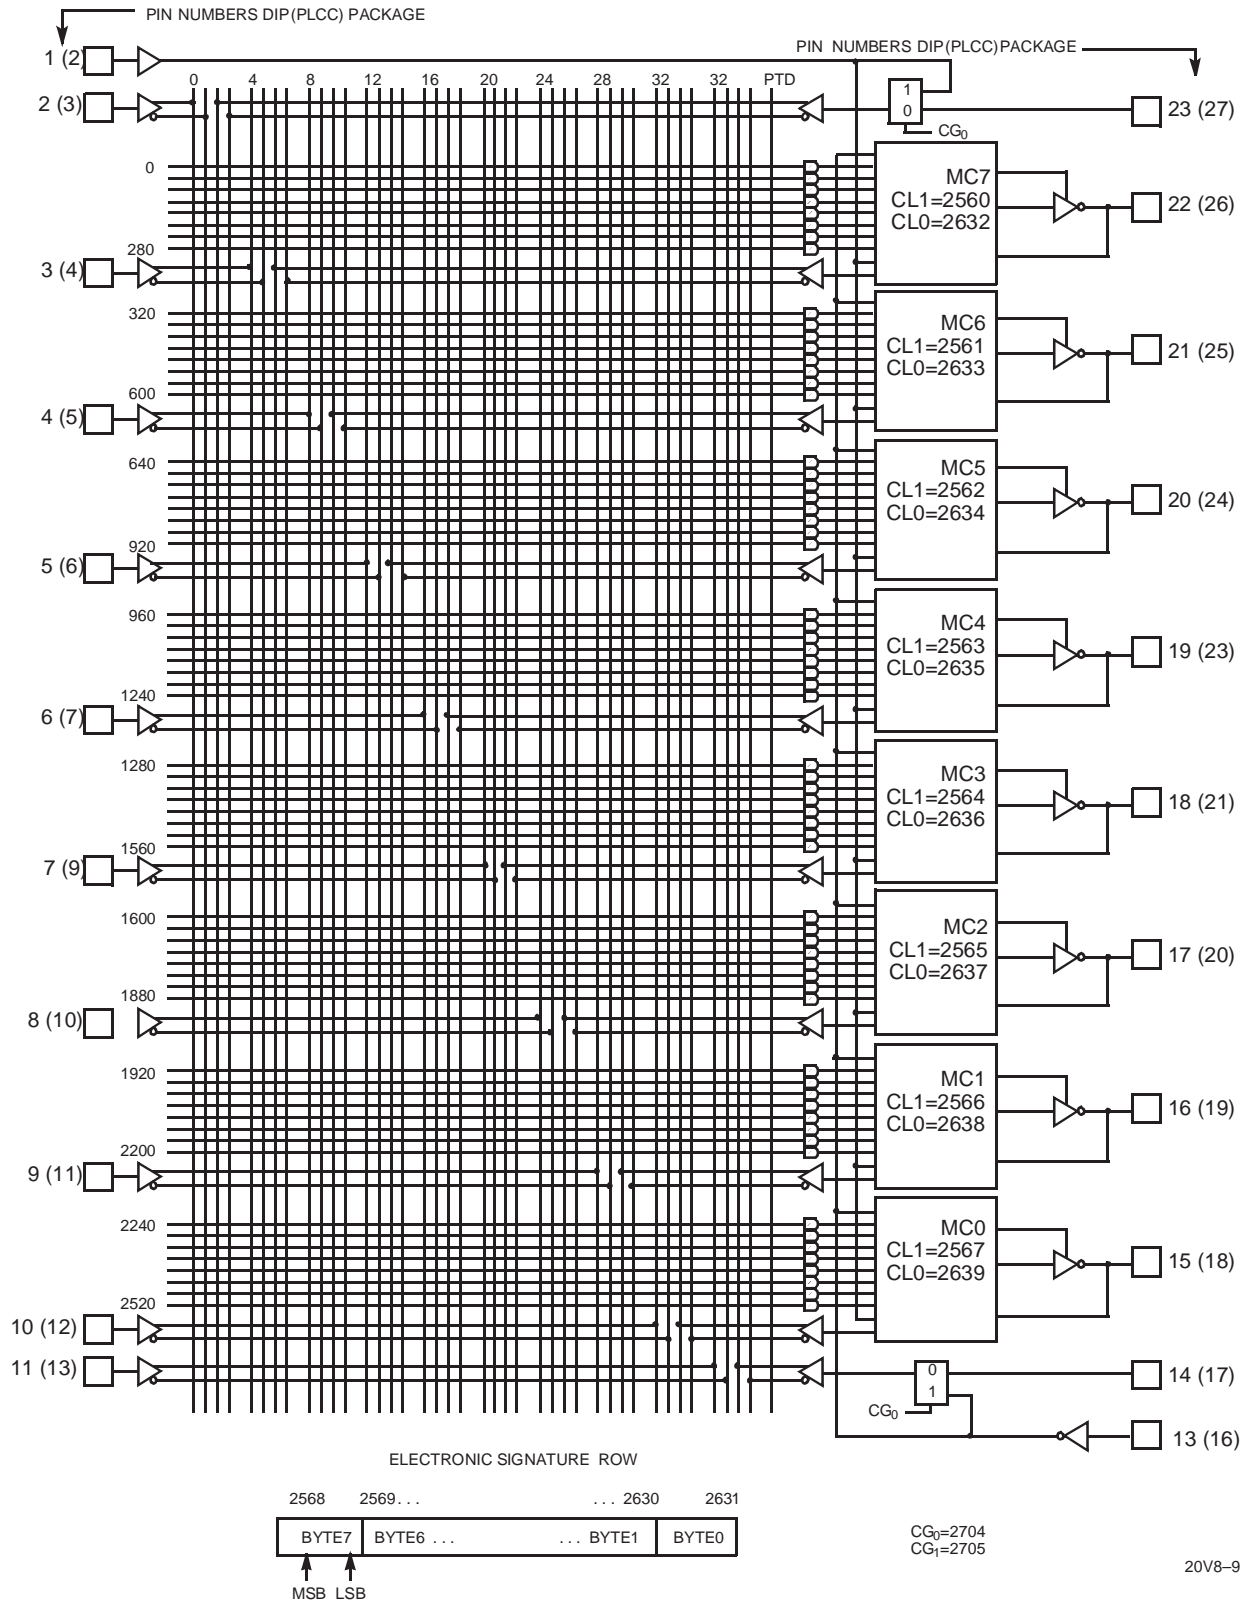 PIN NUMBERS DIP(PLCC) PACKAGE
PIN NUMBERS DIP(PLCC)PACKAGE
1 (2)
0 4 8 12 16 20 24 28 32 32 PTD
2 (3)
1
0
CG0
23 (27)
0
MC7
CL1=2560
CL0=2632
22 (26)
280
3 (4)
320
MC6
CL1=2561
CL0=2633
21 (25)
600
4 (5)
640
MC5
CL1=2562
CL0=2634
20 (24)
920
5 (6)
960
MC4
CL1=2563
CL0=2635
19 (23)
1240
6 (7)
1280
MC3
CL1=2564
CL0=2636
18 (21)
1560
7 (9)
1600
MC2
CL1=2565
CL0=2637
17 (20)
1880
8 (10)
1920
MC1
CL1=2566
CL0=2638
16 (19)
2200
9 (11)
2240
MC0
CL1=2567
CL0=2639
15 (18)
2520
10 (12)
11 (13)
0
1
CG0
14 (17)
13 (16)
ELECTRONIC SIGNATURE ROW
2568 2569... ... 2630 2631
BYTE7 BYTE6 ... ... BYTE1 BYTE0
MSB LSB
CG0=2704
CG1=2705
20V8–9